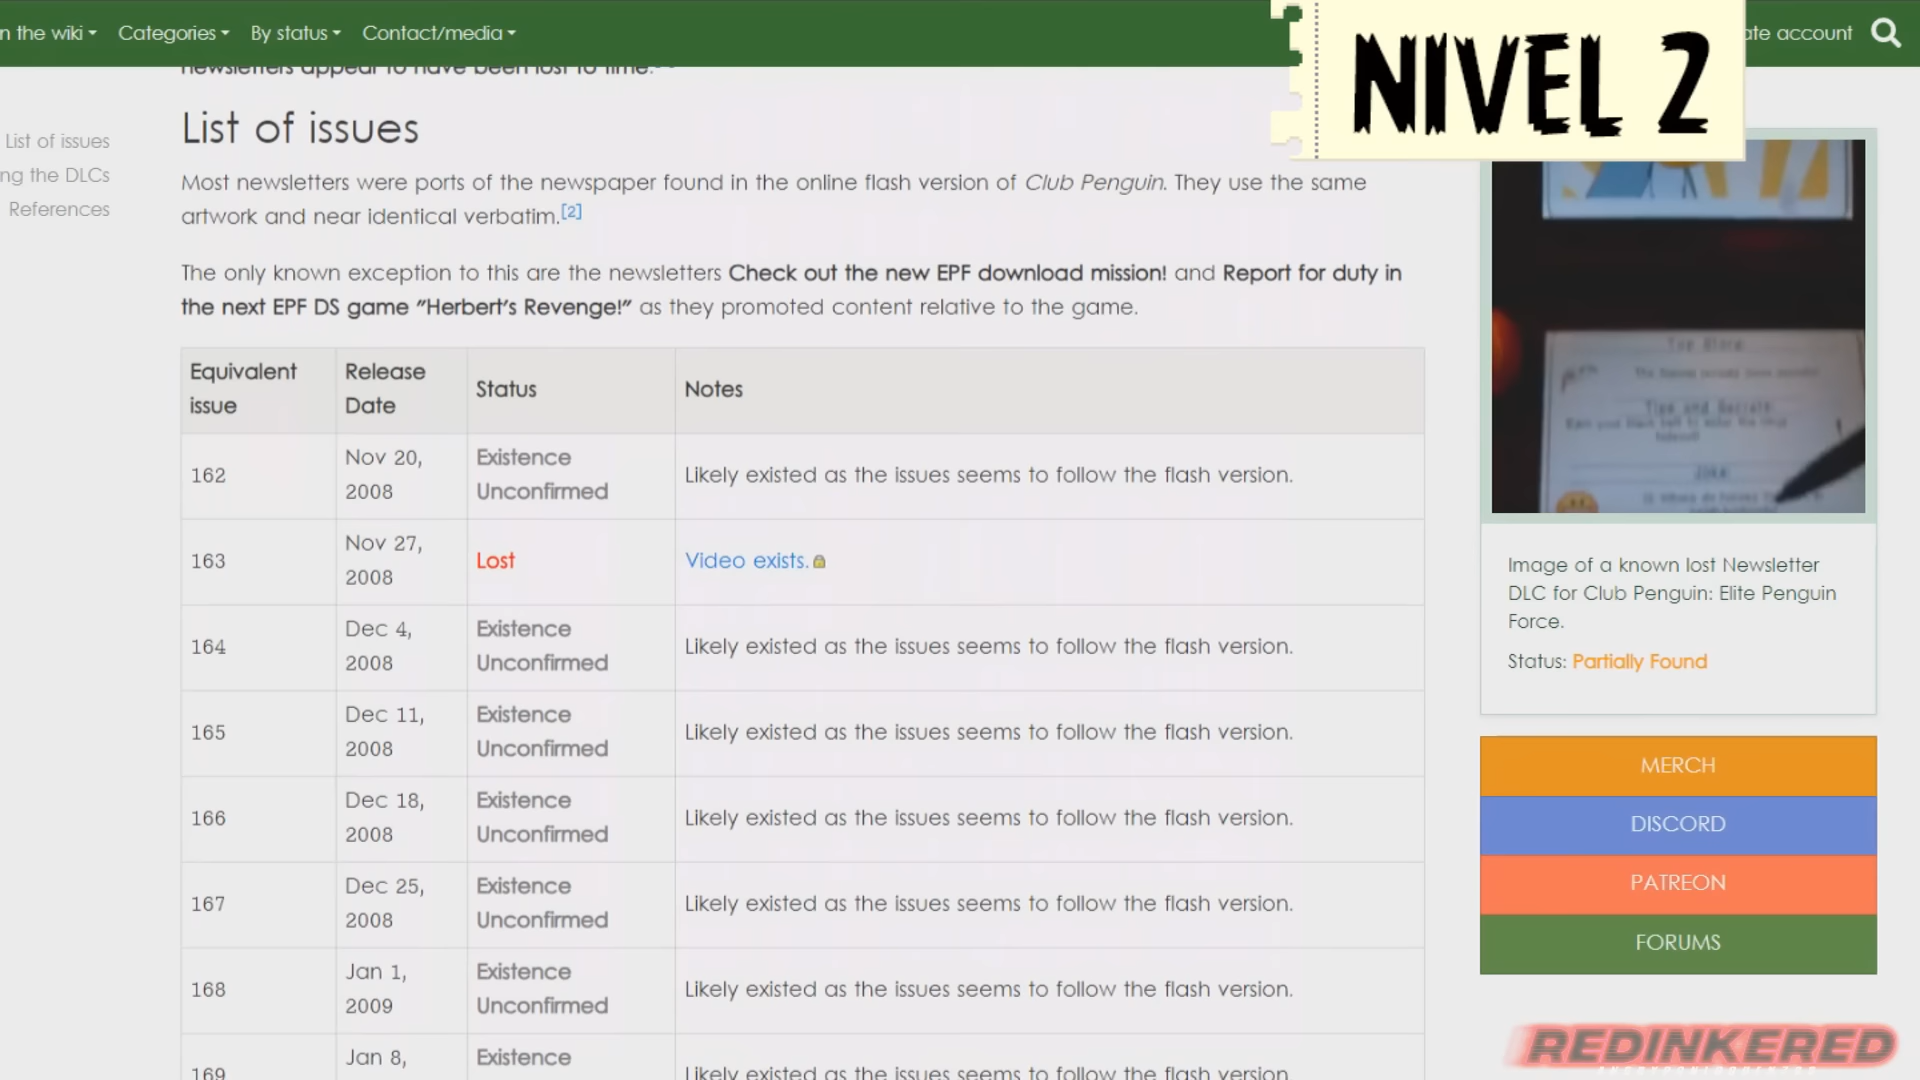 n the wiki
Categories
By status
Contact/media
NIVEL 2
ate account
newsletters appear to have been lost to time.
List of issues
ng the DLCs
References
List of issues
Most newsletters were ports of the newspaper found in the online flash version of Club Penguin. They use the same
artwork and near identical verbatim.[2]
The only known exception to this are the newsletters Check out the new EPF download mission! and Report for duty in
the next EPF DS game "Herbert's Revenge!" as they promoted content relative to the game.
Equivalent issue Release Date Status Notes
162 Nov 20, 2008 Existence Unconfirmed Likely existed as the issues seems to follow the flash version.
163 Nov 27, 2008 Lost Video exists.
164 Dec 4, 2008 Existence Unconfirmed Likely existed as the issues seems to follow the flash version.
165 Dec 11, 2008 Existence Unconfirmed Likely existed as the issues seems to follow the flash version.
166 Dec 18, 2008 Existence Unconfirmed Likely existed as the issues seems to follow the flash version.
167 Dec 25, 2008 Existence Unconfirmed Likely existed as the issues seems to follow the flash version.
168 Jan 1, 2009 Existence Unconfirmed Likely existed as the issues seems to follow the flash version.
169 Jan 8, Existence Likely existed as the issues seems to follow the flash version.
Tips and Secrets
Image of a known lost Newsletter
DLC for Club Penguin: Elite Penguin
Force.
Status: Partially Found
MERCH
DISCORD
PATREON
FORUMS
REDINKERED